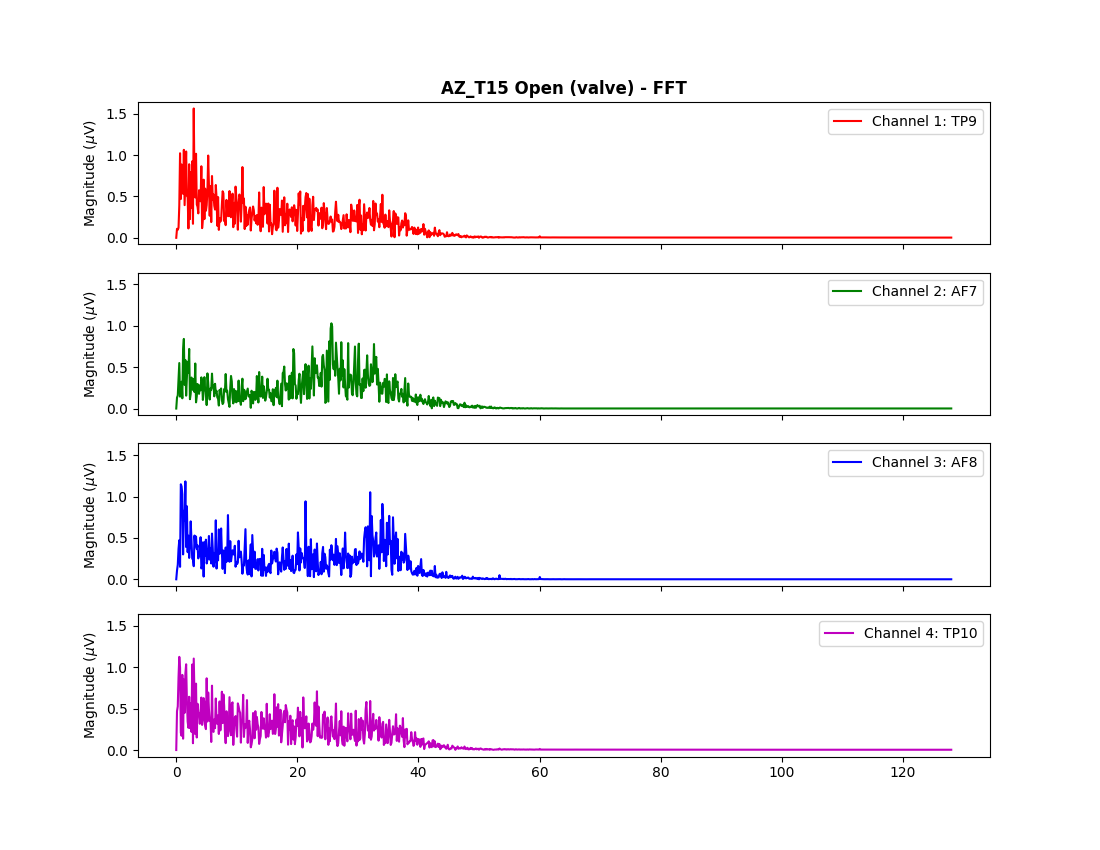 AZ_T15 Open (valve) - FFT
Magnitude (μV)
1.5
1.0
0.5
0.0
Channel 1: TP9
Magnitude (μV)
1.5
1.0
0.5
0.0
Channel 2: AF7
Magnitude (μV)
1.5
1.0
0.5
0.0
Channel 3: AF8
Magnitude (μV)
1.5
1.0
0.5
0.0
Channel 4: TP10
0 20 40 60 80 100 120